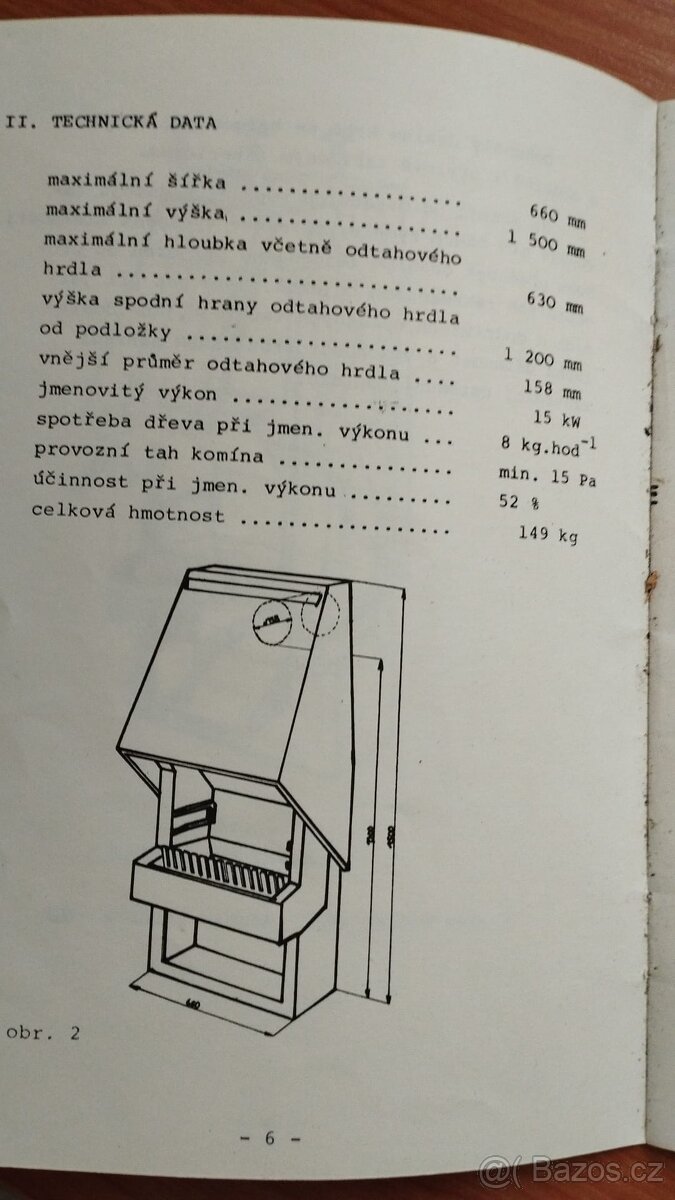 II. TECHNICKÁ DATA
maximální šířka .................. 660 mm
maximální výška .................. 1 500 mm
maximální hloubka včetně odtahového
hrdla ............................ 630 mm
výška spodní hrany odtahového hrdla
od podložky ...................... 1 200 mm
vnější průměr odtahového hrdla .... 158 mm
jmenovitý výkon .................. 15 kW
spotřeba dřeva při jmen. výkonu ... 8 kg.hod⁻¹
provozní tah komína .............. min. 15 Pa
účinnost při jmen. výkonu ......... 52 %
celková hmotnost ................. 149 kg
1200
1500
660
obr. 2
- 6 -
@( Bazos.cz